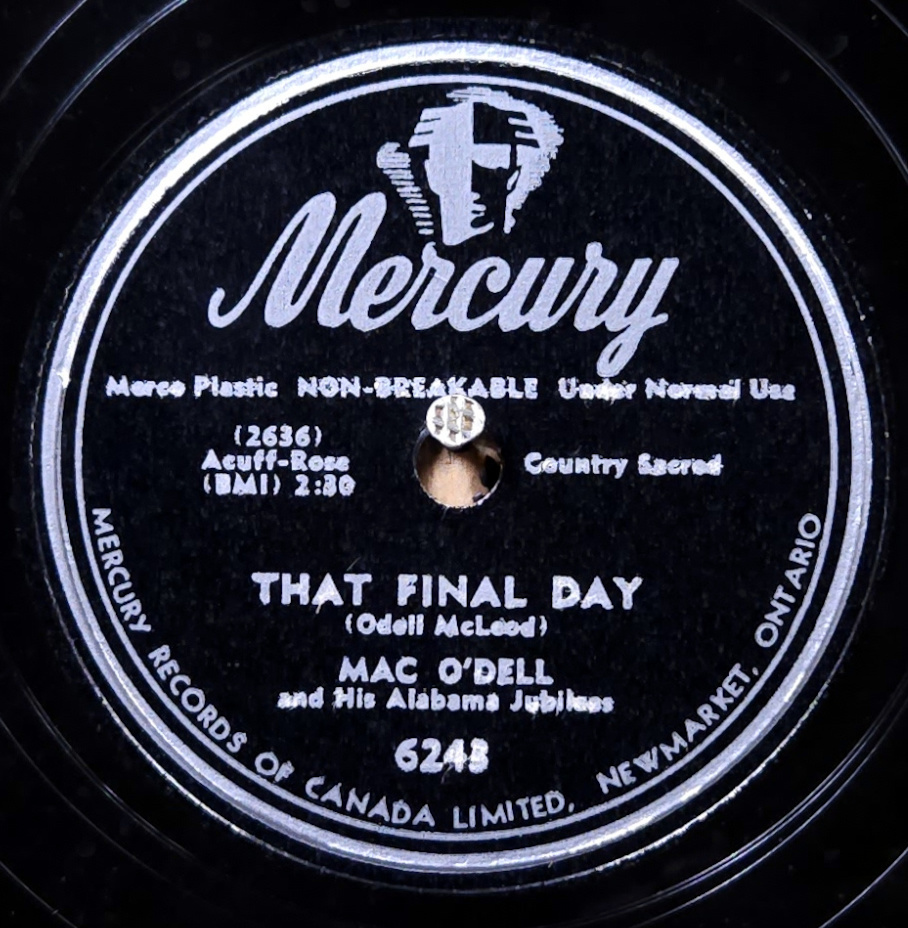 Mercury
Merco Plastic NON-BREAKABLE Under Normal Use
(2636)
Acuff-Rose
(BMI) 2:30
Country Sacred
THAT FINAL DAY
(Odell McLeod)
MAC O'DELL
and His Alabama Jubilees
6243
MERCURY RECORDS OF CANADA LIMITED, NEWMARKET, ONTARIO